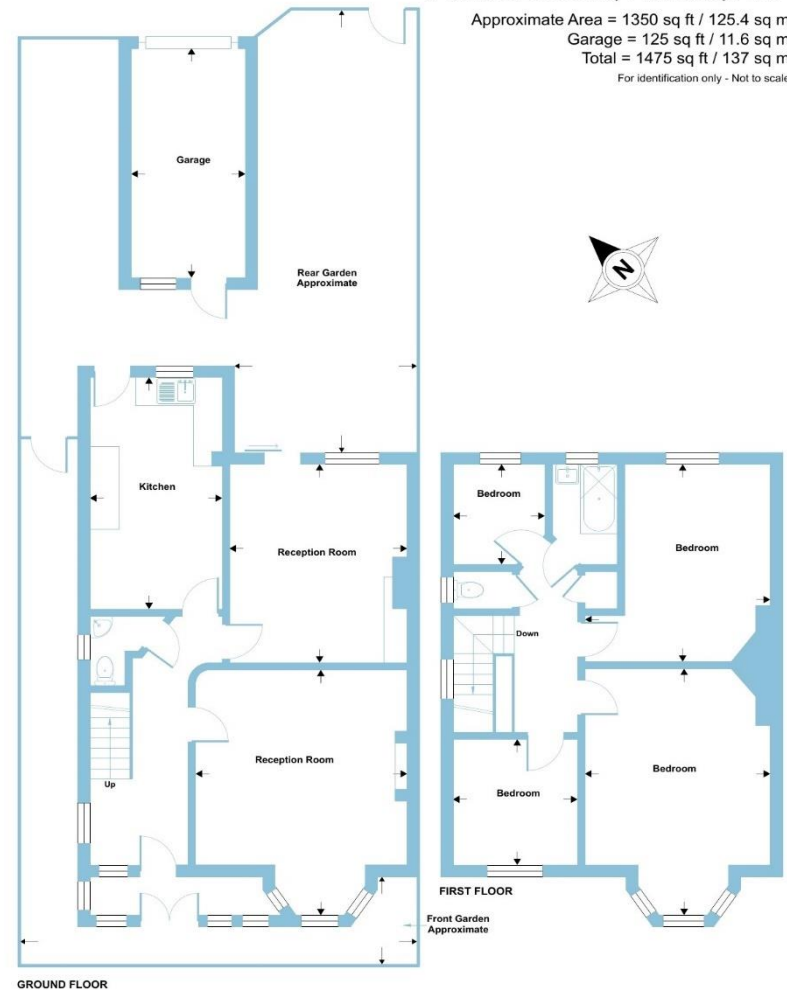 Approximate Area = 1350 sq ft / 125.4 sq m
Garage = 125 sq ft / 11.6 sq m
Total = 1475 sq ft / 137 sq m
For identification only - Not to scale
Garage
Rear Garden
Approximate
N
Kitchen
Reception Room
Bedroom
Bedroom
Down
Reception Room
Up
Bedroom
Bedroom
FIRST FLOOR
Front Garden
Approximate
GROUND FLOOR